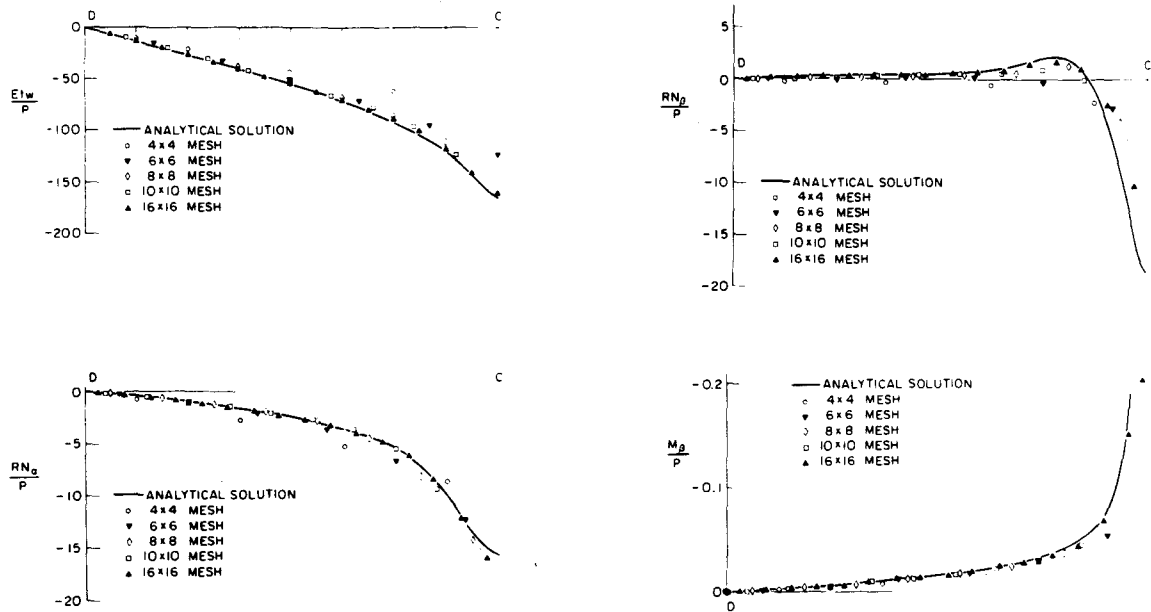 D
C
0
-50
-100
-150
-200
Etw
P
ANALYTICAL SOLUTION
4x4 MESH
6x6 MESH
8x8 MESH
10x10 MESH
16x16 MESH
5
D
C
0
-5
-10
-15
-20
RNβ
P
ANALYTICAL SOLUTION
4x4 MESH
6x6 MESH
8x8 MESH
10x10 MESH
16x16 MESH
D
C
0
-5
-10
-15
-20
RNα
P
ANALYTICAL SOLUTION
4x4 MESH
6x6 MESH
8x8 MESH
10x10 MESH
16x16 MESH
-0.2
-0.1
0
Mβ
P
ANALYTICAL SOLUTION
4x4 MESH
6x6 MESH
8x8 MESH
10x10 MESH
16x16 MESH
D